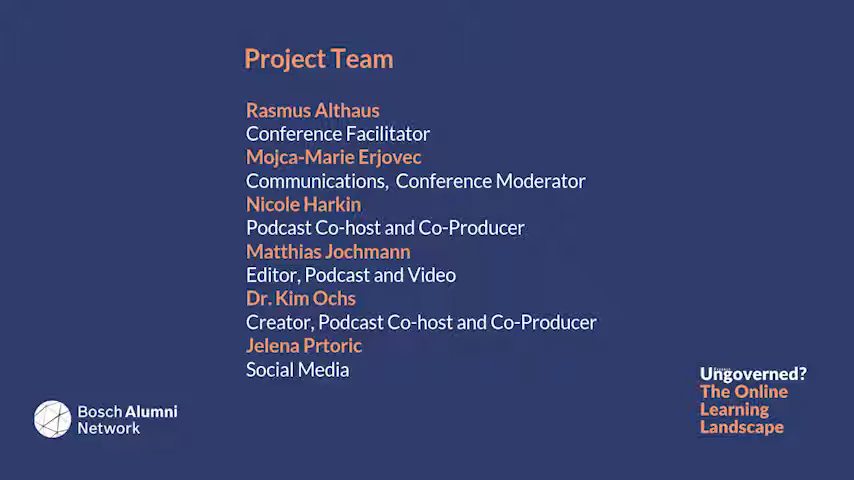 Project Team
Rasmus Althaus
Conference Facilitator
Mojca-Marie Erjovec
Communications, Conference Moderator
Nicole Harkin
Podcast Co-host and Co-Producer
Matthias Jochmann
Editor, Podcast and Video
Dr. Kim Ochs
Creator, Podcast Co-host and Co-Producer
Jelena Prtoric
Social Media
Bosch Alumni
Network
Ungoverned?
The Online
Learning
Landscape